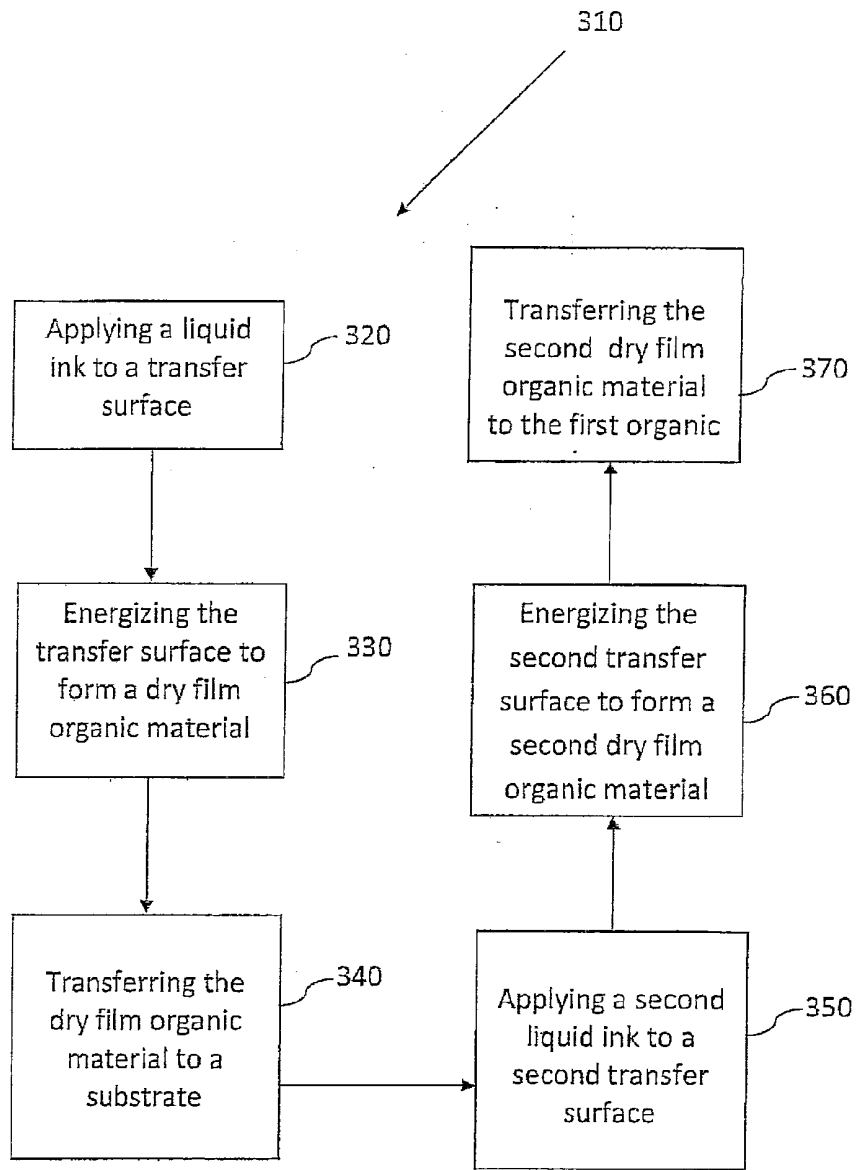 310
Applying a liquid
ink to a transfer
surface
320
Energizing the
transfer surface to
form a dry film
organic material
330
Transferring the
dry film organic
material to a
substrate
340
Applying a second
liquid ink to a
second transfer
surface
350
Energizing the
second transfer
surface to form a
second dry film
organic material
360
Transferring the
second dry film
organic material
to the first organic
370